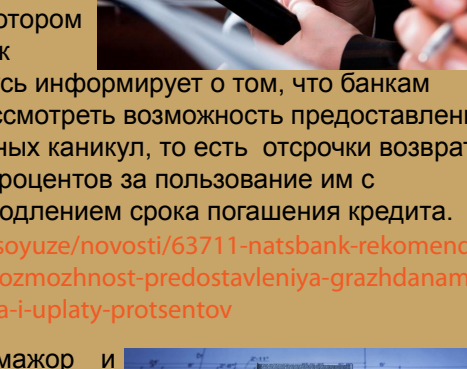 отором
к
сь информирует о том, что банкам
ссмотреть возможность предоставлени
ных каникул, то есть отсрочки возврат
роцентов за пользование им с
одлением срока погашения кредита.
soyuze/novosti/63711-natsbank-rekomend
ozmozhnost-predostavleniya-grazhdanam
a-i-uplaty-protsentov
мажор и